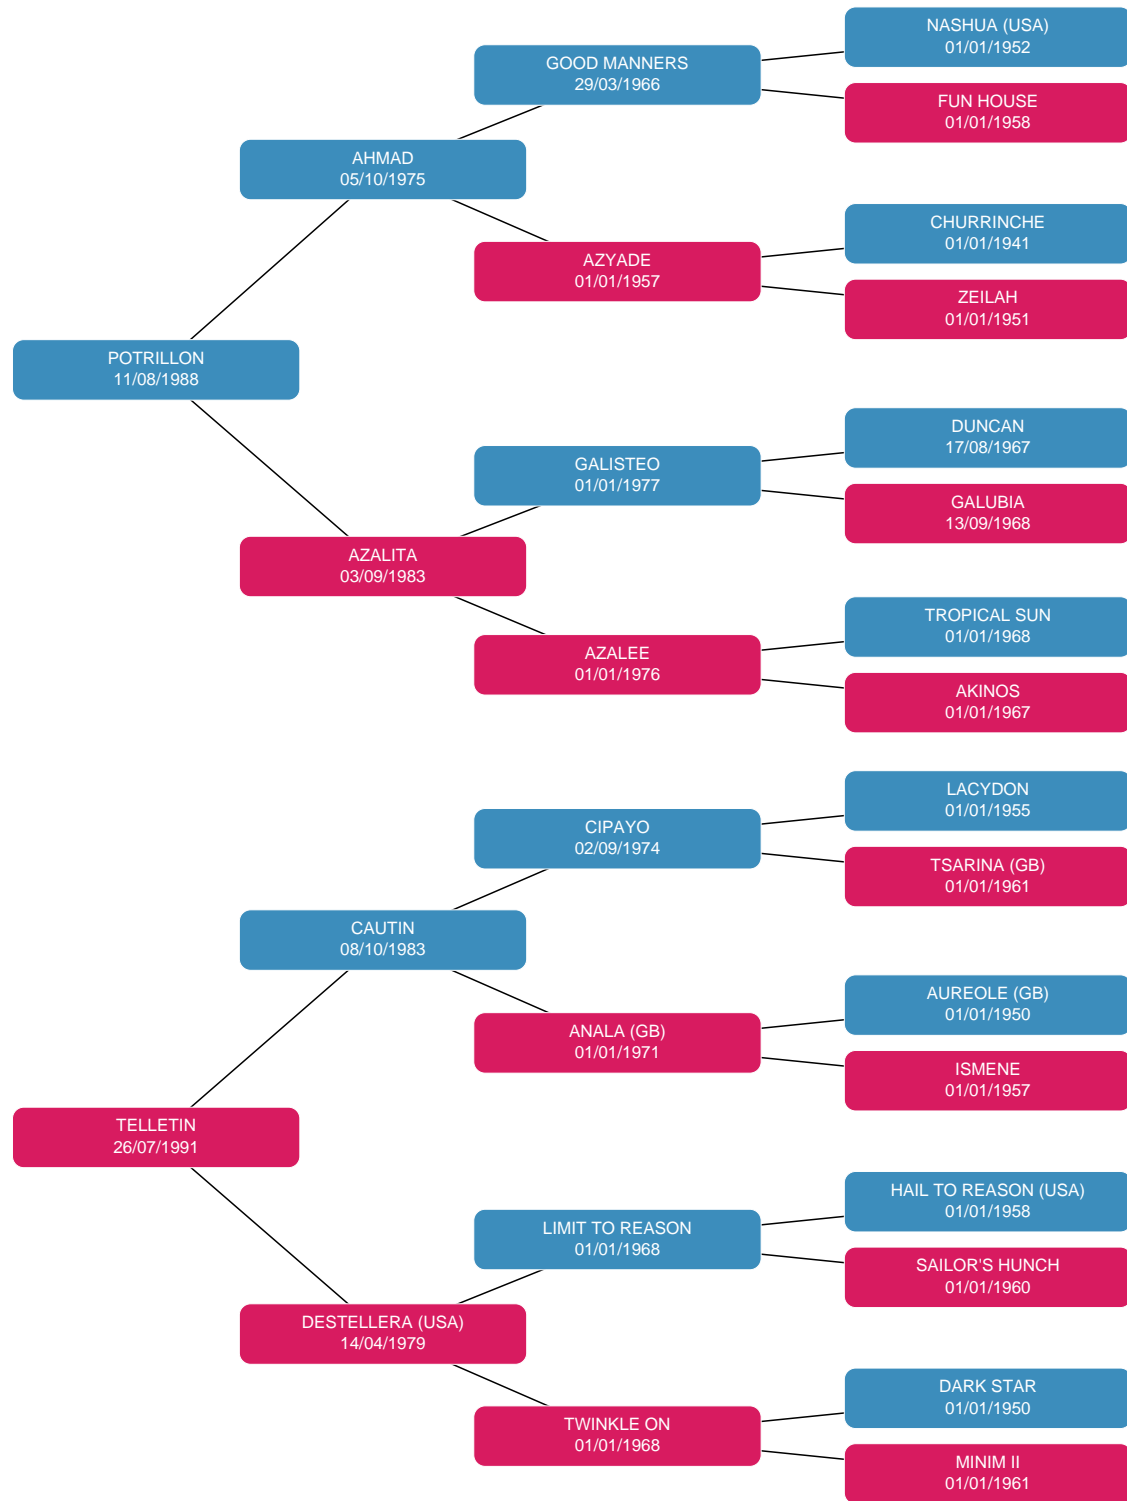 NASHUA (USA)
01/01/1952
GOOD MANNERS
29/03/1966
FUN HOUSE
01/01/1958
AHMAD
05/10/1975
CHURRINCHE
01/01/1941
AZYADE
01/01/1957
ZEILAH
01/01/1951
POTRILLON
11/08/1988
DUNCAN
17/08/1967
GALISTEO
01/01/1977
GALUBIA
13/09/1968
AZALITA
03/09/1983
TROPICAL SUN
01/01/1968
AZALEE
01/01/1976
AKINOS
01/01/1967
LACYDON
01/01/1955
CIPAYO
02/09/1974
TSARINA (GB)
01/01/1961
CAUTIN
08/10/1983
AUREOLE (GB)
01/01/1950
ANALA (GB)
01/01/1971
ISMENE
01/01/1957
TELLETIN
26/07/1991
HAIL TO REASON (USA)
01/01/1958
LIMIT TO REASON
01/01/1968
SAILOR'S HUNCH
01/01/1960
DESTELLERA (USA)
14/04/1979
DARK STAR
01/01/1950
TWINKLE ON
01/01/1968
MINIM II
01/01/1961